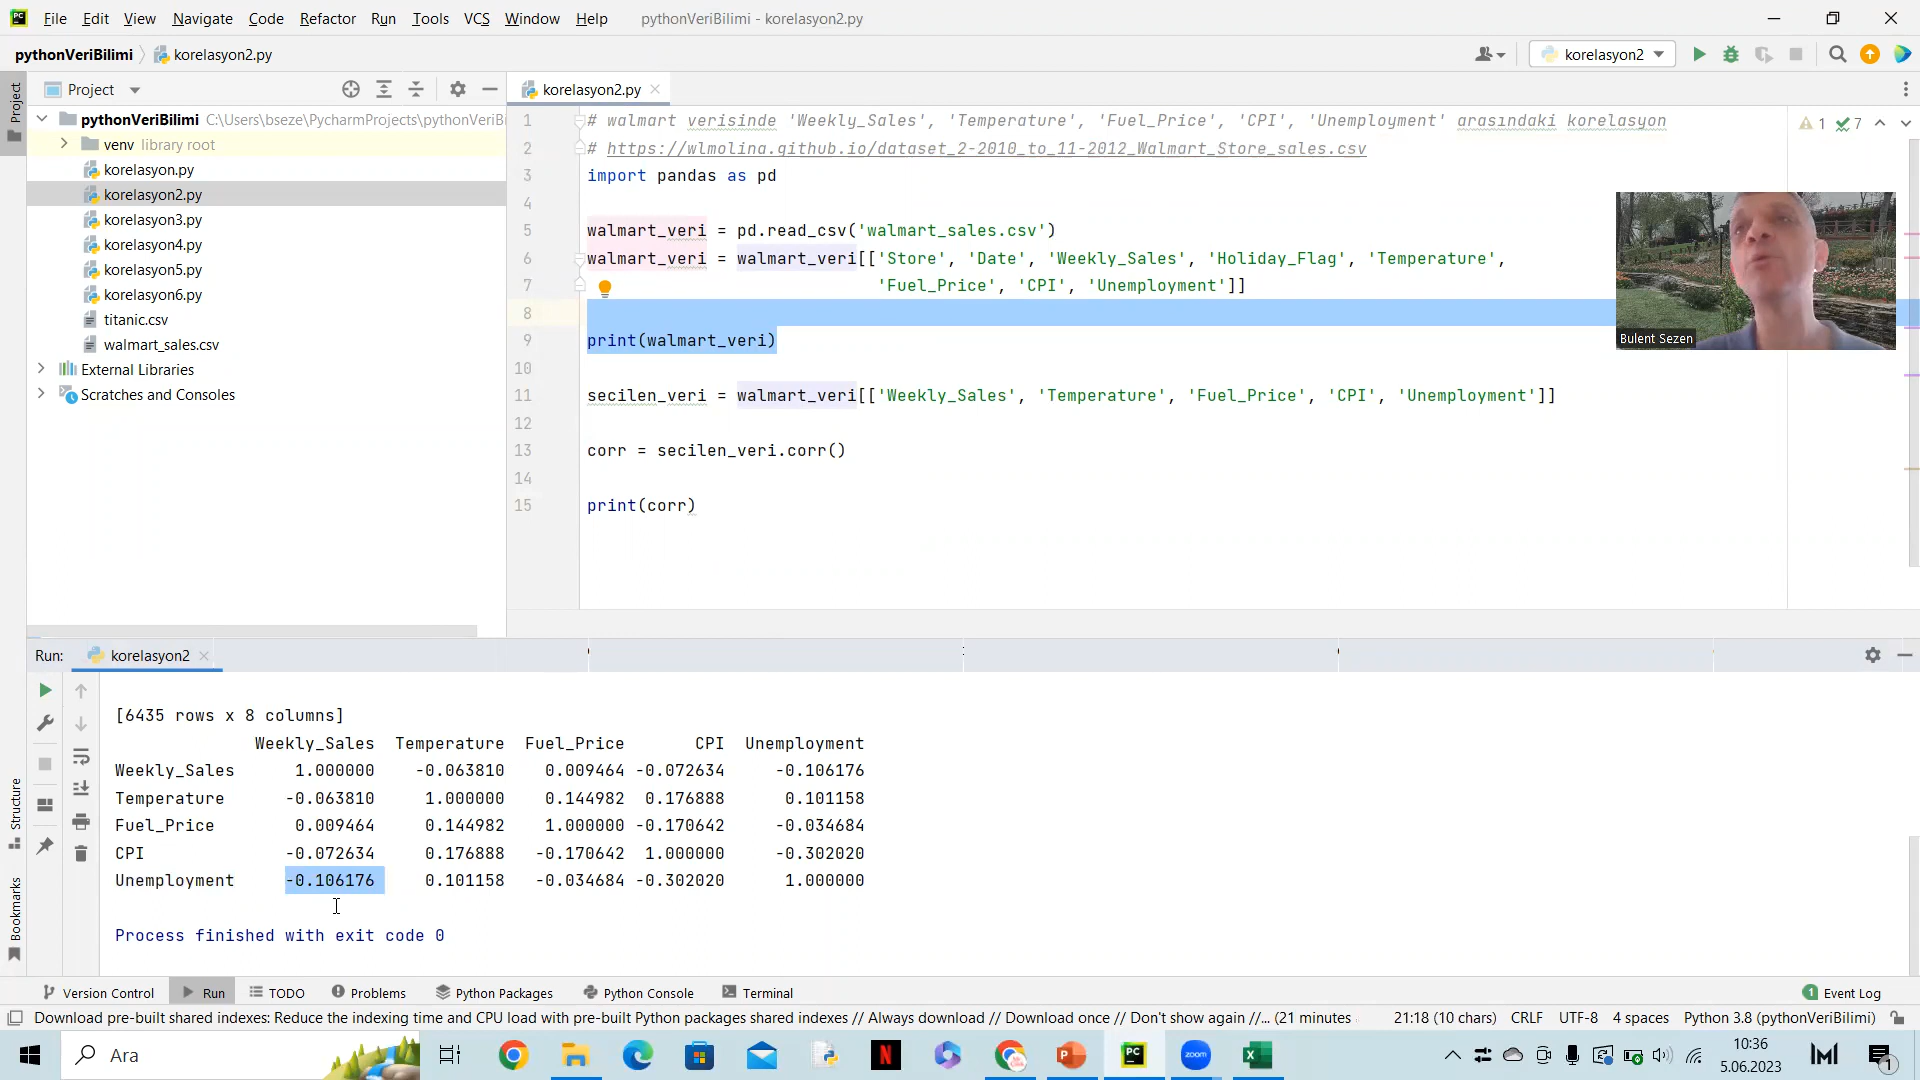 File Edit View Navigate Code Refactor Run Tools VCS Window Help pythonVeriBilimi - korelasyon2.py
pythonVeriBilimi korelasyon2.py korelasyon2
Project
Project
korelasyon2.py
pythonVeriBilimi C:\Users\bseze\PycharmProjects\pythonVeriB
venv library root
korelasyon.py
korelasyon2.py
korelasyon3.py
korelasyon4.py
korelasyon5.py
korelasyon6.py
titanic.csv
walmart_sales.csv
External Libraries
Scratches and Consoles
1 # walmart verisinde 'Weekly_Sales', 'Temperature', 'Fuel_Price', 'CPI', 'Unemployment' arasındaki korelasyon
2 # https://wlmolina.github.io/dataset_2-2010_to_11-2012_Walmart_Store_sales.csv
3 import pandas as pd
4
5 walmart_veri = pd.read_csv('walmart_sales.csv')
6 walmart_veri = walmart_veri[['Store', 'Date', 'Weekly_Sales', 'Holiday_Flag', 'Temperature',
7 'Fuel_Price', 'CPI', 'Unemployment']]
8
9 print(walmart_veri)
10
11 secilen_veri = walmart_veri[['Weekly_Sales', 'Temperature', 'Fuel_Price', 'CPI', 'Unemployment']]
12
13 corr = secilen_veri.corr()
14
15 print(corr)
1 7
Bulent Sezen
Run: korelasyon2
[6435 rows x 8 columns]
Weekly_Sales Temperature Fuel_Price CPI Unemployment
Weekly_Sales 1.000000 -0.063810 0.009464 -0.072634 -0.106176
Temperature -0.063810 1.000000 0.144982 0.176888 0.101158
Fuel_Price 0.009464 0.144982 1.000000 -0.170642 -0.034684
CPI -0.072634 0.176888 -0.170642 1.000000 -0.302020
Unemployment -0.106176 0.101158 -0.034684 -0.302020 1.000000
Process finished with exit code 0
Structure
Bookmarks
Version Control Run TODO Problems Python Packages Python Console Terminal 1 Event Log
Download pre-built shared indexes: Reduce the indexing time and CPU load with pre-built Python packages shared indexes // Always download // Download once // Don't show again //... (21 minutes 21:18 (10 chars) CRLF UTF-8 4 spaces Python 3.8 (pythonVeriBilimi)
Ara
PC
zoom
10:36
5.06.2023
1